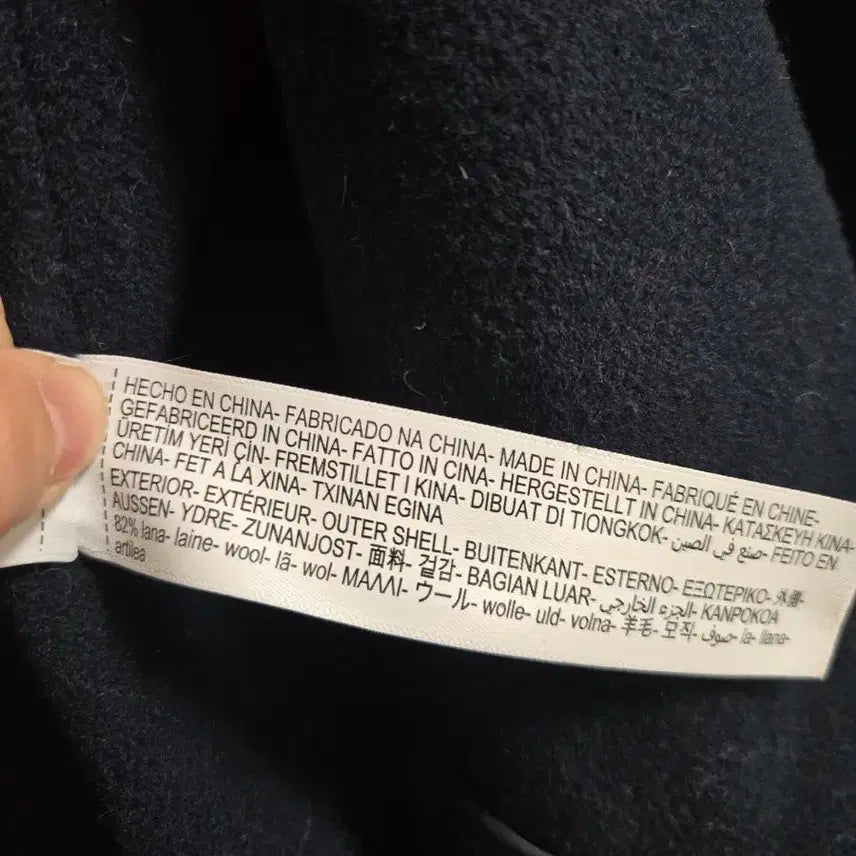 HECHO EN CHINA- FABRICADO NA CHINA- MADE IN CHINA- FABRIQUÉ EN CHINE-
GEFABRICEERD IN CHINA- FATTO IN CINA- HERGESTELLT IN CHINA- ΚΑΤΑΣΚΕΥΗ ΚΙΝΑ-
ÜRETİM YERİ ÇİN- FREMSTILLET I KINA- DIBUAT DI TIONGKOK- صنع في الصين- FEITO EN
CHINA- FET A LA XINA- TXINAN EGINA
EXTERIOR- EXTÉRIEUR- OUTER SHELL- BUITENKANT- ESTERNO- ΕΞΩΤΕΡΙΚΟ- 外側-
AUSSEN- YDRE- ZUNANJOST- 面料- 겉감- BAGIAN LUAR- الجزء الخارجي- KANPOKOA
82% lana- laine- wool- lã- wol- ΜΑΛΛΙ- ウール- wolle- uld- volna- 羊毛- 모직- صوف- la- llana-
artilea